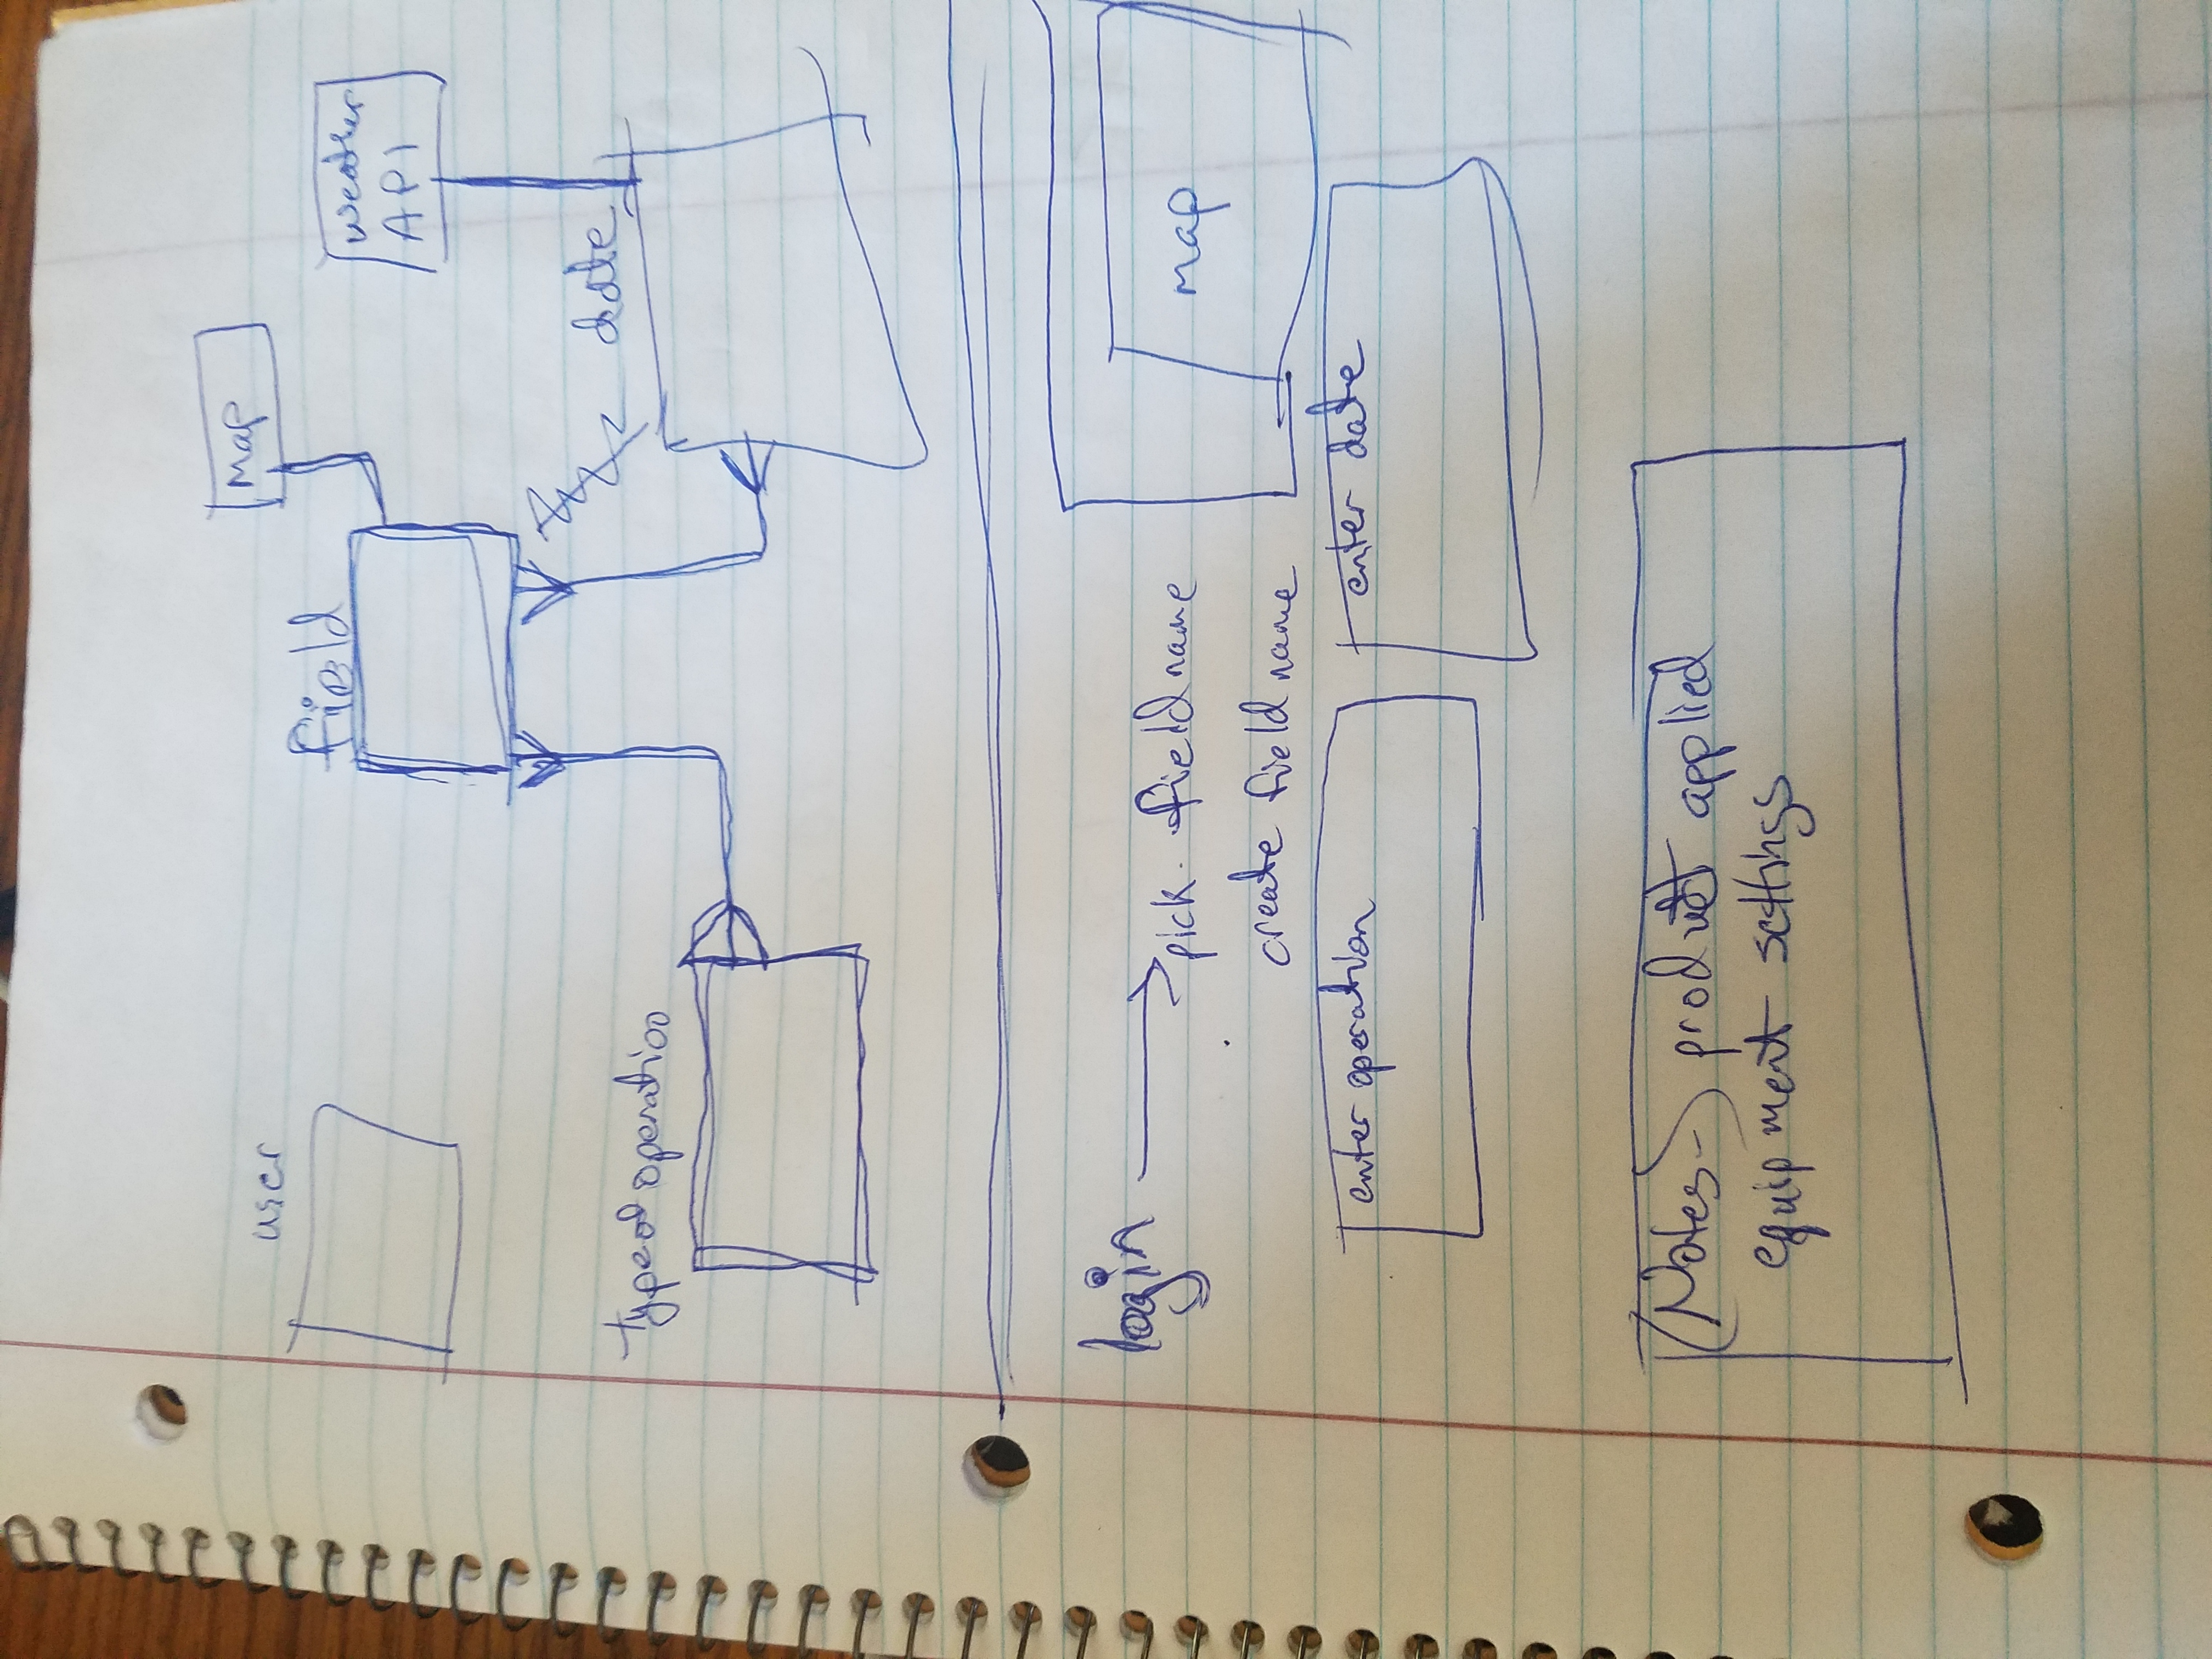 user
Map
field
weather
API
date
type of operation
login
pick field name
create field name
map
enter operation
enter date
(Notes-) product applied
equipment settings